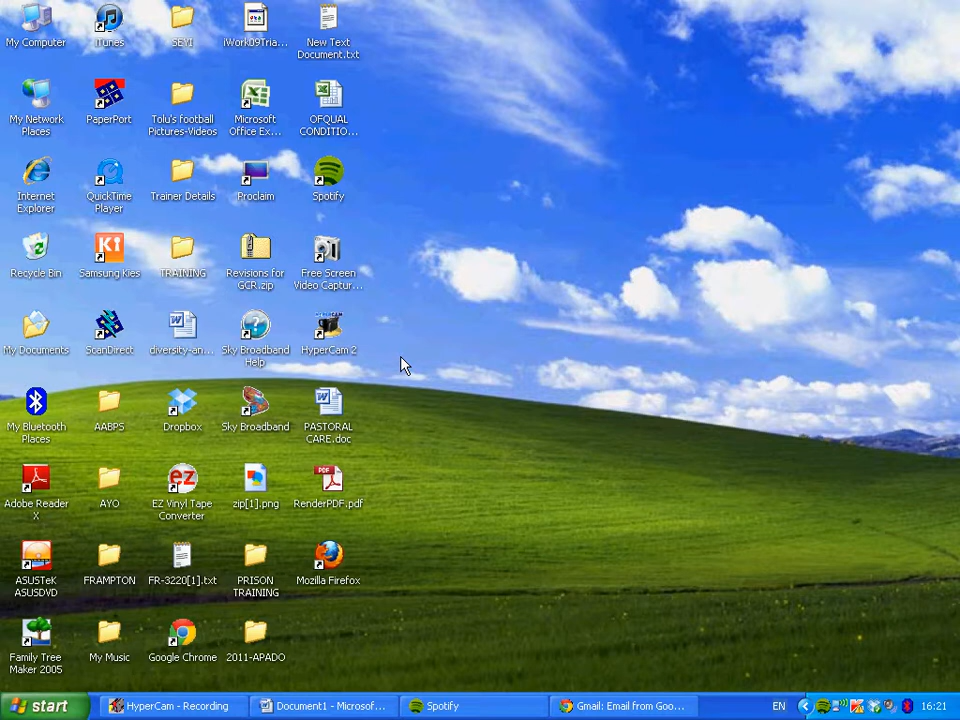 My Computer
iTunes
SEYI
iWork09Tria...
New Text
Document.txt
My Network
Places
PaperPort
Tolu's football
Pictures-Videos
Microsoft
Office Ex...
OFQUAL
CONDITIO...
Internet
Explorer
QuickTime
Player
Trainer Details
Proclaim
Spotify
Recycle Bin
Ki
Samsung Kies
TRAINING
Revisions for
GCR.zip
Free Screen
Video Captur...
My Documents
ScanDirect
diversity-an...
Sky Broadband
Help
HyperCam 2
My Bluetooth
Places
AABPS
Dropbox
Sky Broadband
PASTORAL
CARE.doc
Adobe Reader
X
AYO
ez
EZ Vinyl Tape
Converter
zip[1].png
PDF
RenderPDF.pdf
ASUSTeK
ASUSDVD
FRAMPTON
FR-3220[1].txt
PRISON
TRAINING
Mozilla Firefox
Family Tree
Maker 2005
My Music
Google Chrome
2011-APADO
start
HyperCam - Recording
Document1 - Microsof...
Spotify
Gmail: Email from Goo...
EN
16:21